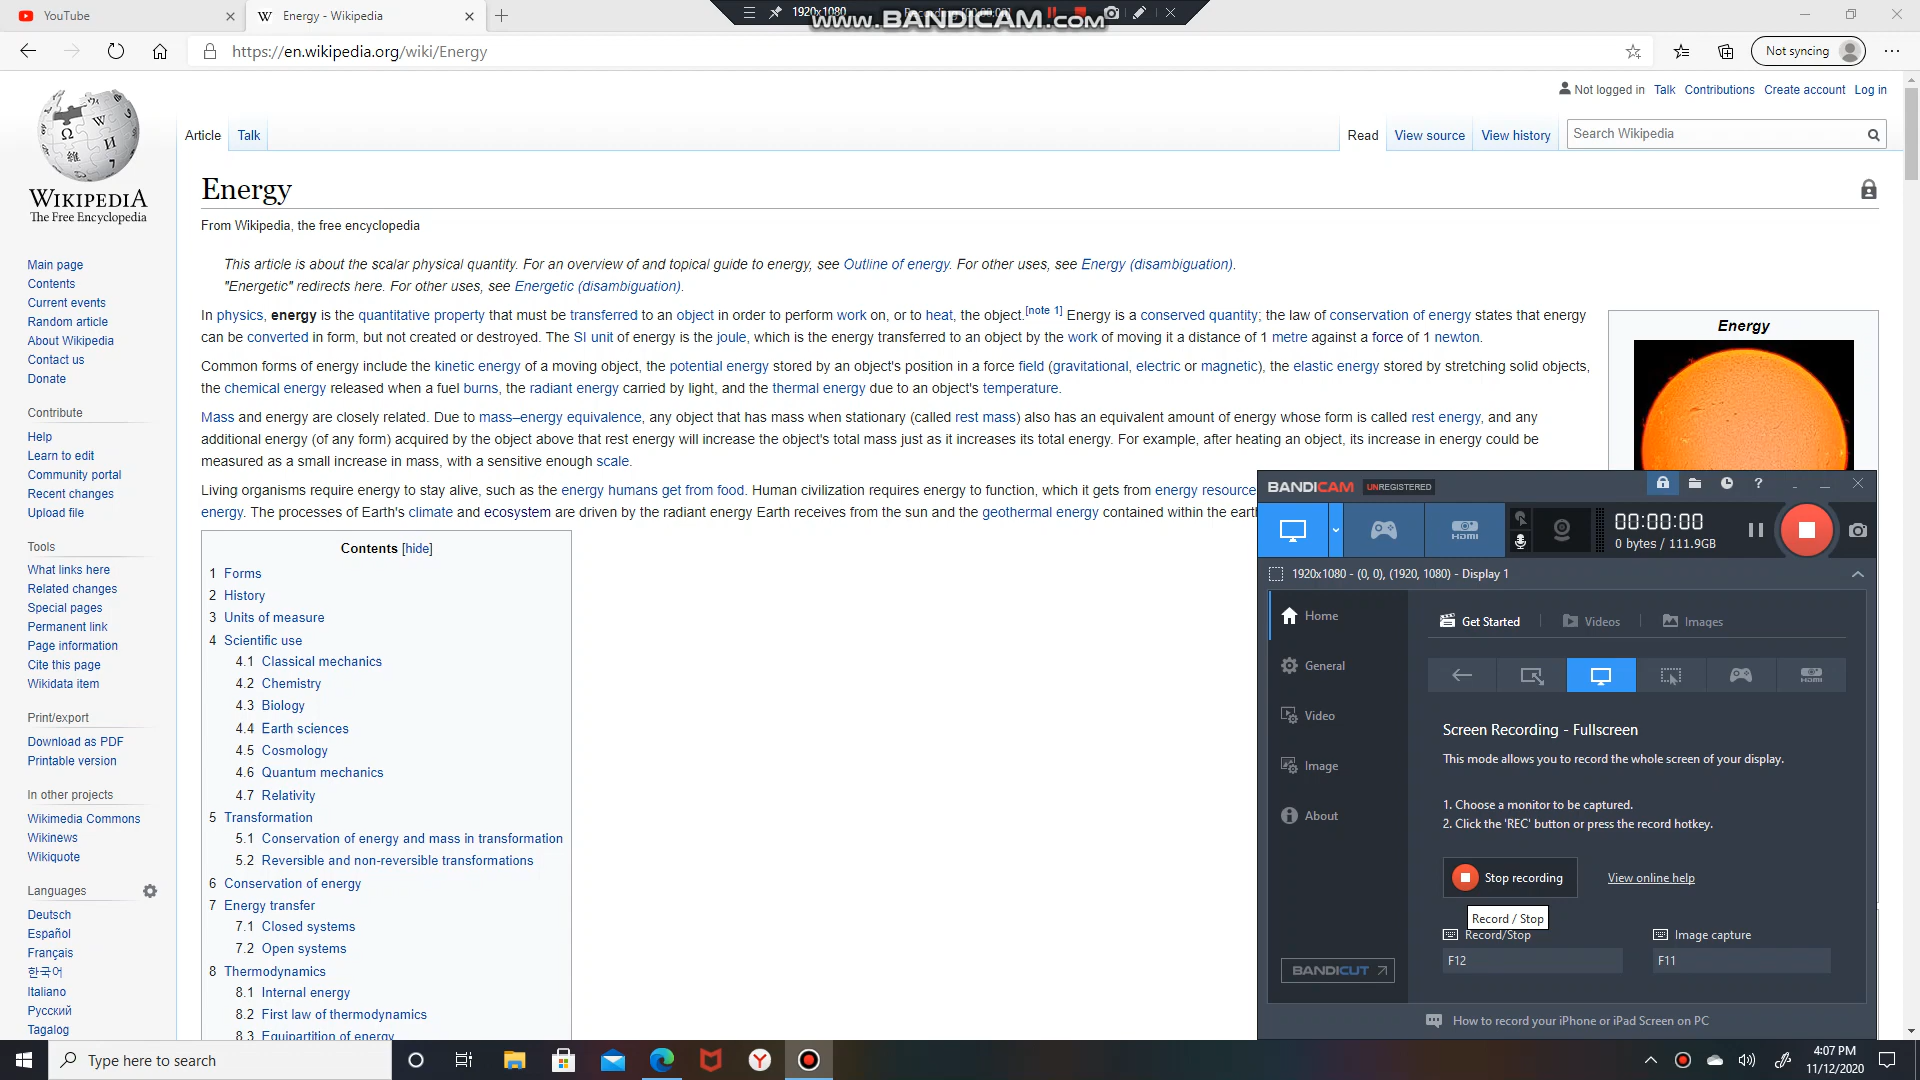 YouTube
Energy - Wikipedia
1920x1080
www.BANDICAM.com
https://en.wikipedia.org/wiki/Energy
Not syncing
Not logged in Talk Contributions Create account Log in
Article Talk
Read View source View history
Search Wikipedia
WIKIPEDIA
The Free Encyclopedia
Main page
Contents
Current events
Random article
About Wikipedia
Contact us
Donate
Contribute
Help
Learn to edit
Community portal
Recent changes
Upload file
Tools
What links here
Related changes
Special pages
Permanent link
Page information
Cite this page
Wikidata item
Print/export
Download as PDF
Printable version
In other projects
Wikimedia Commons
Wikinews
Wikiquote
Languages
Deutsch
Español
Français
한국어
Italiano
Русский
Tagalog
Energy
From Wikipedia, the free encyclopedia
This article is about the scalar physical quantity. For an overview of and topical guide to energy, see Outline of energy. For other uses, see Energy (disambiguation).
"Energetic" redirects here. For other uses, see Energetic (disambiguation).
In physics, energy is the quantitative property that must be transferred to an object in order to perform work on, or to heat, the object.[note 1] Energy is a conserved quantity; the law of conservation of energy states that energy
can be converted in form, but not created or destroyed. The SI unit of energy is the joule, which is the energy transferred to an object by the work of moving it a distance of 1 metre against a force of 1 newton.
Common forms of energy include the kinetic energy of a moving object, the potential energy stored by an object's position in a force field (gravitational, electric or magnetic), the elastic energy stored by stretching solid objects,
the chemical energy released when a fuel burns, the radiant energy carried by light, and the thermal energy due to an object's temperature.
Mass and energy are closely related. Due to mass–energy equivalence, any object that has mass when stationary (called rest mass) also has an equivalent amount of energy whose form is called rest energy, and any
additional energy (of any form) acquired by the object above that rest energy will increase the object's total mass just as it increases its total energy. For example, after heating an object, its increase in energy could be
measured as a small increase in mass, with a sensitive enough scale.
Living organisms require energy to stay alive, such as the energy humans get from food. Human civilization requires energy to function, which it gets from energy resource
energy. The processes of Earth's climate and ecosystem are driven by the radiant energy Earth receives from the sun and the geothermal energy contained within the eart
Energy
Contents [hide]
1 Forms
2 History
3 Units of measure
4 Scientific use
4.1 Classical mechanics
4.2 Chemistry
4.3 Biology
4.4 Earth sciences
4.5 Cosmology
4.6 Quantum mechanics
4.7 Relativity
5 Transformation
5.1 Conservation of energy and mass in transformation
5.2 Reversible and non-reversible transformations
6 Conservation of energy
7 Energy transfer
7.1 Closed systems
7.2 Open systems
8 Thermodynamics
8.1 Internal energy
8.2 First law of thermodynamics
8.3 Equipartition of energy
BANDICAM UNREGISTERED
HDMI
00:00:00
0 bytes / 111.9GB
1920x1080 - (0, 0), (1920, 1080) - Display 1
Home
General
Video
Image
About
BANDICUT
Get Started
Videos
Images
HDMI
Screen Recording - Fullscreen
This mode allows you to record the whole screen of your display.
1. Choose a monitor to be captured.
2. Click the 'REC' button or press the record hotkey.
Stop recording
View online help
Record / Stop
Record/Stop
Image capture
F12
F11
How to record your iPhone or iPad Screen on PC
Type here to search
4:07 PM
11/12/2020